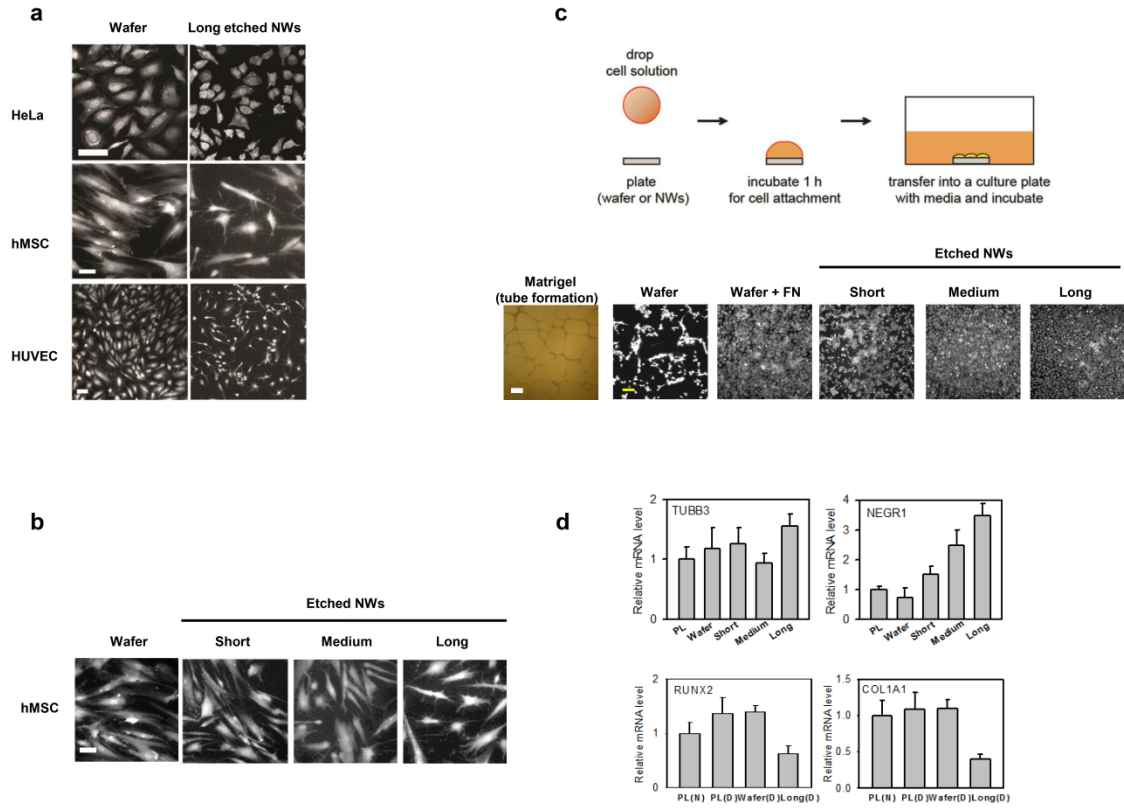 a
Wafer Long etched NWs
HeLa
hMSC
HUVEC
c
drop
cell solution
plate
(wafer or NWs)
incubate 1 h
for cell attachment
transfer into a culture plate
with media and incubate
Etched NWs
Matrigel
(tube formation)
Wafer Wafer + FN Short Medium Long
b
Etched NWs
Wafer Short Medium Long
hMSC
d
Relative mRNA level
2
1
0
TUBB3
PL Wafer Short Medium Long
Relative mRNA level
4
3
2
1
0
NEGR1
PL Wafer Short Medium Long
Relative mRNA level
2
1
0
RUNX2
PL(N) PL(D) Wafer(D) Long(D)
Relative mRNA level
1.5
1.0
0.5
0.0
COL1A1
PL(N) PL(D) Wafer(D) Long(D)